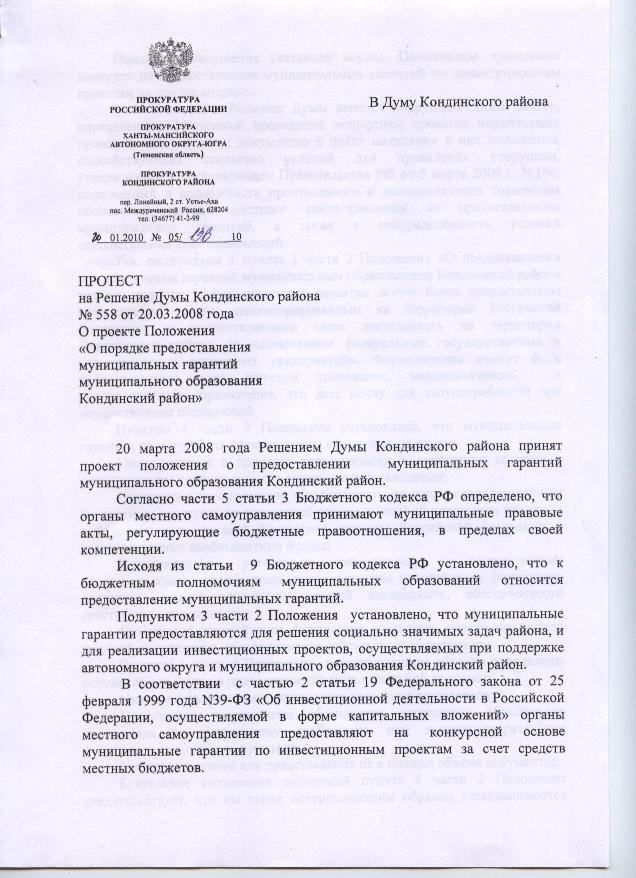 ПРОКУРАТУРА
РОССИЙСКОЙ ФЕДЕРАЦИИ
ПРОКУРАТУРА
ХАНТЫ-МАНСИЙСКОГО
АВТОНОМНОГО ОКРУГА-ЮГРА
(Тюменская область)
ПРОКУРАТУРА
КОНДИНСКОГО РАЙОНА
пер. Линейный, 2 ст. Устье-Аха
пос. Междуреченский Россия, 628204
тел. (34677) 41-2-99
20 01.2010 № 05/ 138 10
В Думу Кондинского района
ПРОТЕСТ
на Решение Думы Кондинского района
№ 558 от 20.03.2008 года
О проекте Положения
«О порядке предоставления
муниципальных гарантий
муниципального образования
Кондинский район»
20 марта 2008 года Решением Думы Кондинского района принят
проект положения о предоставлении муниципальных гарантий
муниципального образования Кондинский район.
Согласно части 5 статьи 3 Бюджетного кодекса РФ определено, что
органы местного самоуправления принимают муниципальные правовые
акты, регулирующие бюджетные правоотношения, в пределах своей
компетенции.
Исходя из статьи 9 Бюджетного кодекса РФ установлено, что к
бюджетным полномочиям муниципальных образований относится
предоставление муниципальных гарантий.
Подпунктом 3 части 2 Положения установлено, что муниципальные
гарантии предоставляются для решения социально значимых задач района, и
для реализации инвестиционных проектов, осуществляемых при поддержке
автономного округа и муниципального образования Кондинский район.
В соответствии с частью 2 статьи 19 Федерального закона от 25
февраля 1999 года N39-ФЗ «Об инвестиционной деятельности в Российской
Федерации, осуществляемой в форме капитальных вложений» органы
местного самоуправления предоставляют на конкурсной основе
муниципальные гарантии по инвестиционным проектам за счет средств
местных бюджетов.